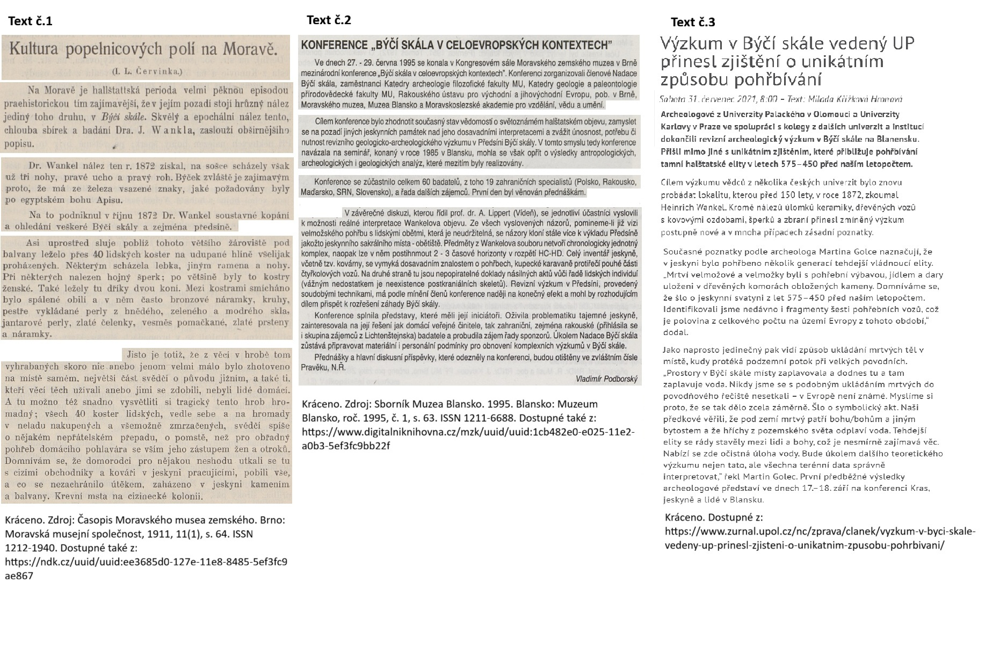 Text č.1
Kultura popelnicových polí na Moravě.
(I. L. Červinka.)
Na Moravě je hallštattská perioda velmi pěknou episodou
praehistorickou tím zajímavější, že v jejím pozadí stojí hrůzný nález
jediný toho druhu, v Býčí skále. Skvělý a epochální nález tento,
chlouba sbírek a badání Dra. J. Wankla, zaslouží obšírnějšího
popisu.
Dr. Wankel nález ten r. 1872 získal, na sošce scházely však
už tři nohy, pravé ucho a pravý roh. Býček zvláště je zajímavým
proto, že má ze železa vsazené znaky, jaké požadovány byly
po egyptském bohu Apisu.
Na to podniknul v říjnu 1872 Dr. Wankel soustavné kopání
a ohledání veškeré Býčí skály a zejména předsíně.
Asi uprostřed sluje poblíž tohoto většího žároviště pod
balvany leželo přes 40 lidských koster na udupané hlíně všelijak
proházených. Některým scházela lebka, jiným ramena a nohy.
Při některých nalezen hojný šperk; po většině byly to kostry
ženské. Také ležely tu dříky dvou koní. Mezi kostrami smícháno
bylo spálené obilí a v něm často bronzové náramky, kruhy,
pestře vykládané perly z hnědého, zeleného a modrého skla,
jantarové perly, zlaté čelenky, vesměs pomačkané, zlaté prsteny
a náramky.
Jisto je totiž, že z věcí v hrobě tom
vyhrabaných skoro nic anebo jenom velmi málo bylo zhotoveno
na místě samém, největší část svědčí o původu jižním, a také ti,
kteří věcí těch užívali anebo jimi se zdobili, nebyli lidé domácí.
A tu možno též snadno vysvětliti si tragický tento hrob hro-
madný; všech 40 koster lidských, vedle sebe a na hromady
v neladu nakupených a všemožně zmrzačených, svědčí spíše
o nějakém nepřátelském přepadu, o pomstě, než pro obřadný
pohřeb domácího pohlavára se vším jeho zástupem žen a otroků.
Domnívám se, že domorodci pro nějakou neshodu utkali se tu
s cizími obchodníky a kováři v jeskyni pracujícími, pobili vše,
a co se nezachránilo útěkem, zaházeno v jeskyni kamením
a balvany. Krevní msta na cizinecké kolonii.
Kráceno. Zdroj: Časopis Moravského musea zemského. Brno:
Moravská musejní společnost, 1911, 11(1), s. 64. ISSN
1212-1940. Dostupné také z:
https://ndk.cz/uuid/uuid:ee3685d0-127e-11e8-8485-5ef3fc9
ae867
Text č.2
KONFERENCE „BÝČÍ SKÁLA V CELOEVROPSKÝCH KONTEXTECH”
Ve dnech 27. - 29. června 1995 se konala v Kongresovém sále Moravského zemského muzea v Brně
mezinárodní konference „Býčí skála v celoevropských kontextech”. Konferenci zorganizovali členové Nadace
Býčí skála, zaměstnanci Katedry archeologie filozofické fakulty MU, Katedry geologie a paleontologie
přírodovědecké fakulty MU, Rakouského ústavu pro východní a jihovýchodní Evropu, pob. v Brně,
Moravského muzea, Muzea Blansko a Moravskoslezské akademie pro vzdělání, vědu a umění.
Cílem konference bylo zhodnotit současný stav vědomostí o světoznámém halštatském objevu, zamyslet
se na pozadí jiných jeskynních památek nad jeho dosavadními interpretacemi a zvážit únosnost, potřebu či
nutnost revizního geologicko-archeologického výzkumu v Předsíni Býčí skály. V tomto smyslu tedy konference
navázala na seminář, konaný v roce 1985 v Blansku, mohla se však opřít o výsledky antropologických,
archeologických i geologických analýz, které mezitím byly realizovány.
Konference se zúčastnilo celkem 60 badatelů, z toho 19 zahraničních specialistů (Polsko, Rakousko,
Maďarsko, SRN, Slovensko), a řada dalších zájemců. První den byl věnován přednáškám.
V závěrečné diskuzi, kterou řídil prof. dr. A. Lippert (Vídeň), se jednotliví účastníci vyslovili
k možnosti reálné interpretace Wankelova objevu. Ze všech vyslovených názorů, pomineme-li již vizi
velmožského pohřbu s lidskými obětmi, která je neudržitelná, se názory kloní stále více k výkladu Předsíně
jakožto jeskynního sakrálního místa - obětiště. Předměty z Wankelova souboru netvoří chronologicky jednotný
komplex, naopak lze v něm postihnmout 2 - 3 časové horizonty v rozpětí HC-HD. Celý inventář jeskyně,
včetně tzv. kovárny, se vymyká dosavadním znalostem o pohřbech, kupecké karavaně protiřečí pouhé části
čtyřkolových vozů. Na druhé straně tu jsou nepopiratelné doklady násilných aktů vůči řadě lidských individuí
(vážným nedostatkem je neexistence postkraniálních skeletů). Revizní výzkum v Předsíni, provedený
soudobými technikami, má podle mínění členů konference naději na konečný efekt a mohl by rozhodujícím
dílem přispět k rozřešení záhady Býčí skály.
Konference splnila představy, které měli její iniciátoři. Oživila problematiku tajemné jeskyně,
zainteresovala na její řešení jak domácí veřejné činitele, tak zahraniční, zejména rakouské (přihlásila se
i skupina zájemců z Lichtenštejnska) badatele a probudila zájem řady sponzorů. Úkolem Nadace Býčí skála
zůstává připravovat materiální i personální podmínky pro obnovení komplexních výzkumů v Býčí skále.
Přednášky a hlavní diskusní příspěvky, které odezněly na konferenci, budou otištěny ve zvláštním čísle
Pravěku, N.Ř.
Vladimír Podborský
Kráceno. Zdroj: Sborník Muzea Blansko. 1995. Blansko: Muzeum
Blansko, roč. 1995, č. 1, s. 63. ISSN 1211-6688. Dostupné také z:
https://www.digitalniknihovna.cz/mzk/uuid/uuid:1cb482e0-e025-11e2-
a0b3-5ef3fc9bb22f
Text č.3
Výzkum v Býčí skále vedený UP
přinesl zjištění o unikátním
způsobu pohřbívání
Sobota 31. červenec 2021, 8:00 – Text: Milada Křížková Hronová
Archeologové z Univerzity Palackého v Olomouci a Univerzity
Karlovy v Praze ve spolupráci s kolegy z dalších univerzit a institucí
dokončili revizní archeologický výzkum v Býčí skále na Blanensku.
Přišli mimo jiné s unikátním zjištěním, které přibližuje pohřbívání
tamní halštatské elity v letech 575–450 před naším letopočtem.
Cílem výzkumu vědců z několika českých univerzit bylo znovu
probádat lokalitu, kterou před 150 lety, v roce 1872, zkoumal
Heinrich Wankel. Kromě nálezů úlomků keramiky, dřevěných vozů
s kovovými ozdobami, šperků a zbraní přinesl zmíněný výzkum
postupně nové a v mnoha případech zásadní poznatky.
Současné poznatky podle archeologa Martina Golce naznačují, že
v jeskyni bylo pohřbeno několik generací tehdejší vládnoucí elity.
„Mrtví velmožové a velmožky byli s pohřební výbavou, jídlem a dary
uloženi v dřevěných komorách obložených kameny. Domníváme se,
že šlo o jeskynní svatyni z let 575–450 před naším letopočtem.
Identifikovali jsme nedávno i fragmenty šesti pohřebních vozů, což
je polovina z celkového počtu na území Evropy z tohoto období,“
dodal.
Jako naprosto jedinečný pak vidí způsob ukládání mrtvých těl v
místě, kudy protéká podzemní potok při velkých povodních.
„Prostory v Býčí skále místy zaplavovala a dodnes tu a tam
zaplavuje voda. Nikdy jsme se s podobným ukládáním mrtvých do
povodňového řečiště nesetkali – v Evropě není známé. Myslíme si
proto, že se tak dělo zcela záměrně. Šlo o symbolický akt. Naši
předkové věřili, že pod zemí mrtvý patří bohu/bohům a jiným
bytostem a že hříchy z pozemského světa odplaví voda. Tehdejší
elity se rády stavěly mezi lidi a bohy, což je nesmírně zajímavá věc.
Nabízí se zde očistná úloha vody. Bude úkolem dalšího teoretického
výzkumu nejen tato, ale všechna terénní data správně
interpretovat,“ řekl Martin Golec. První předběžné výsledky
archeologové představí ve dnech 17.–18. září na konferenci Kras,
jeskyně a lidé v Blansku.
Kráceno. Dostupné z:
https://www.zurnal.upol.cz/nc/zprava/clanek/vyzkum-v-byci-skale-
vedeny-up-prinesl-zjisteni-o-unikatnim-zpusobu-pohrbivani/